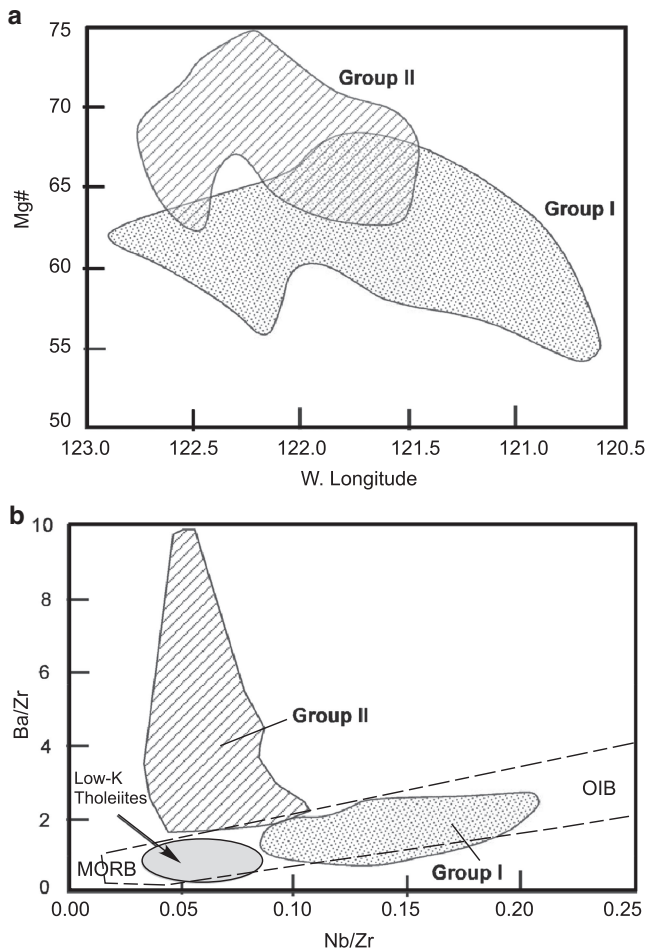 a
75
70
65
60
55
50
Mg#
Group II
Group I
123.0 122.5 122.0 121.5 121.0 120.5
W. Longitude
b
10
8
6
4
2
0
Ba/Zr
Group II
Low-K
Tholeiites
MORB
OIB
Group I
0.00 0.05 0.10 0.15 0.20 0.25
Nb/Zr